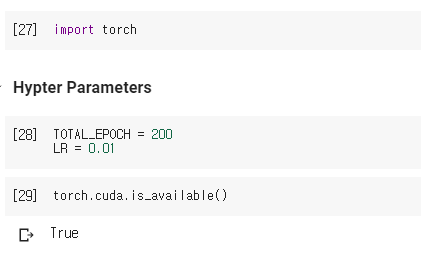 [27] import torch
Hypter Parameters
[28] TOTAL_EPOCH = 200
LR = 0.01
[29] torch.cuda.is_available()
True